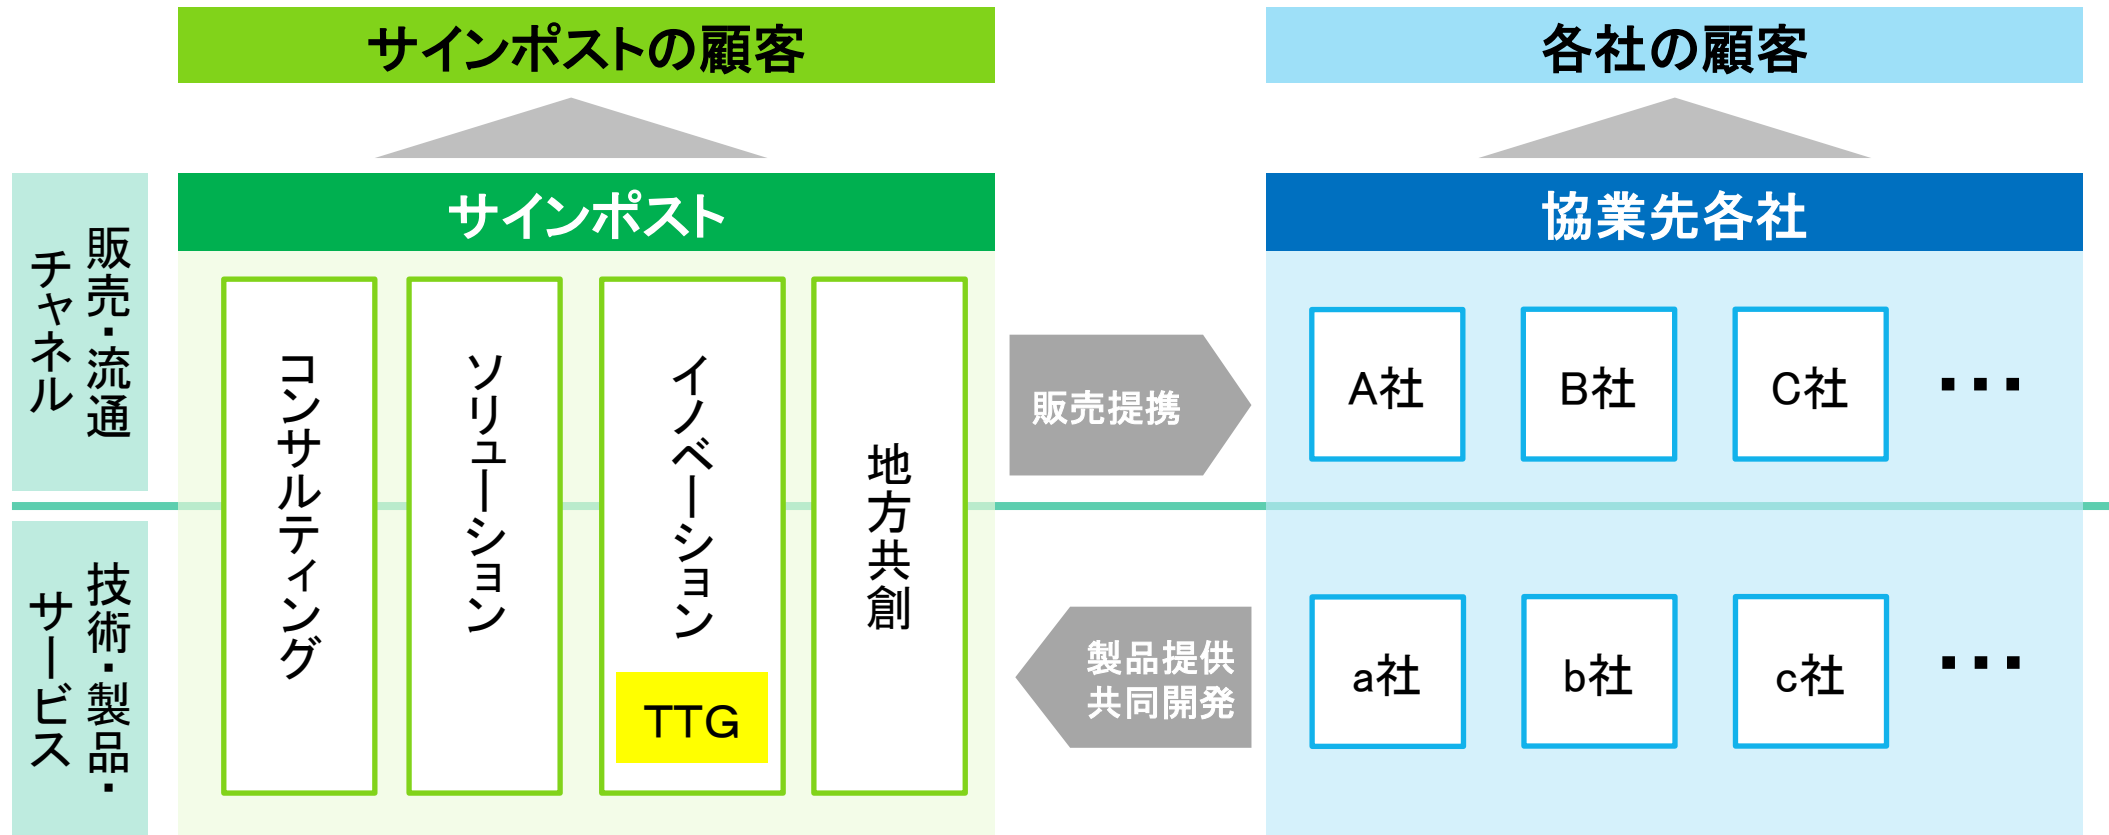 サインポストの顧客
各社の顧客
販売・流通
チャネル
サインポスト
協業先各社
コンサルティング
ソリューション
イノベーション
地方共創
販売提携
A社
B社
C社
・・・
技術・製品・
サービス
TTG
製品提供
共同開発
a社
b社
c社
・・・